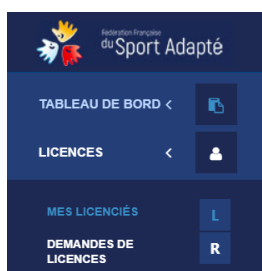 Fédération Française
du Sport Adapté
TABLEAU DE BORD <
LICENCES <
MES LICENCIÉS L
DEMANDES DE R
LICENCES